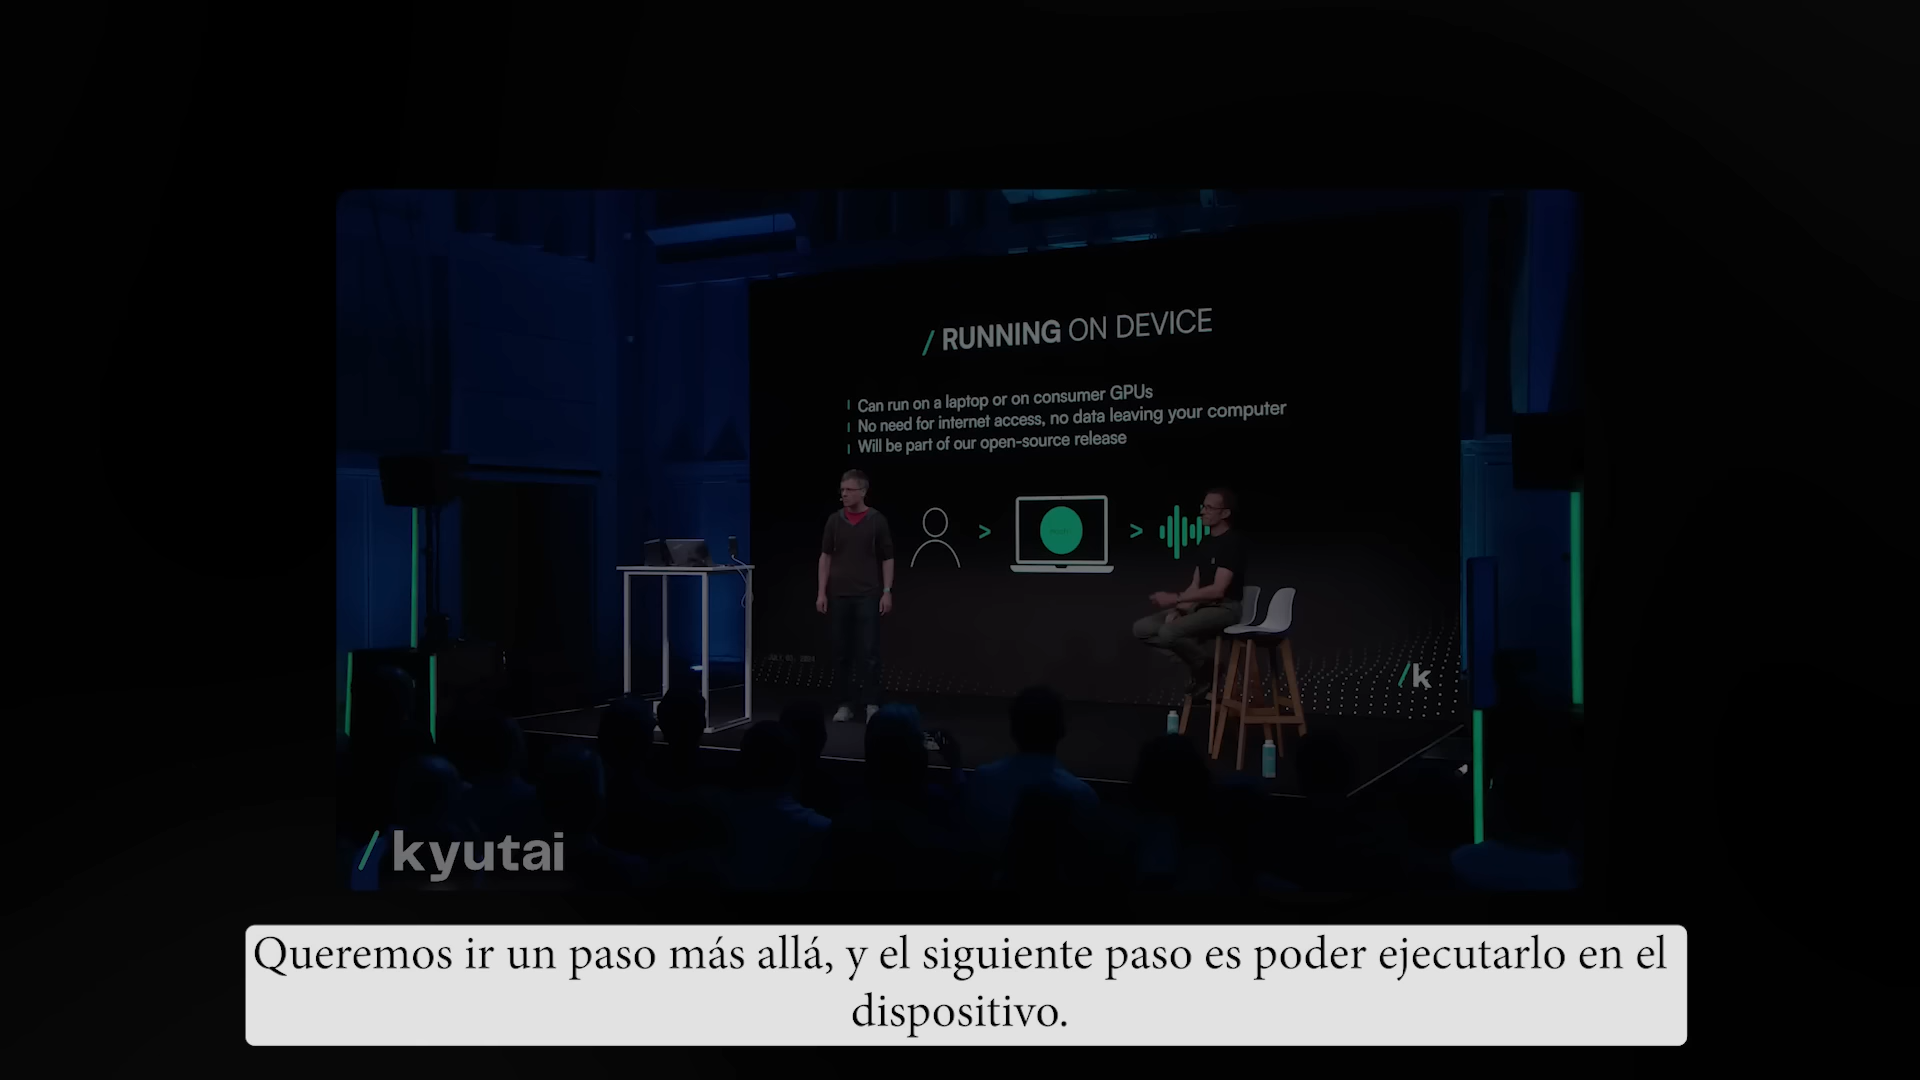 / RUNNING ON DEVICE
Can run on a laptop or on consumer GPUs
No need for internet access, no data leaving your computer
Will be part of our open-source release
/k
/ kyutai
Queremos ir un paso más allá, y el siguiente paso es poder ejecutarlo en el
dispositivo.